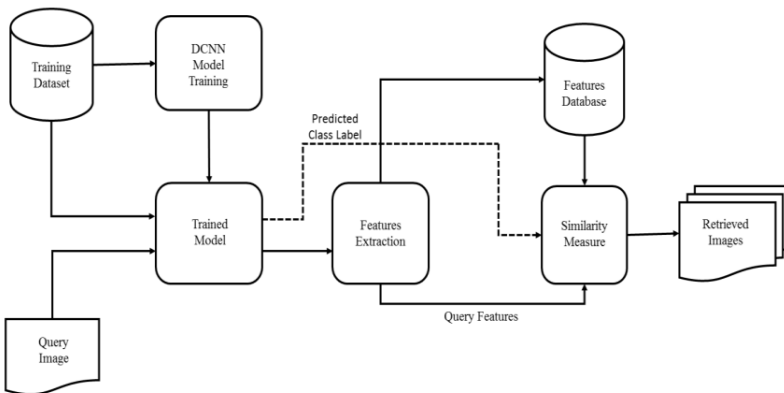 Training
Dataset
DCNN
Model
Training
Features
Database
Predicted
Class Label
Trained
Model
Features
Extraction
Similarity
Measure
Retrieved
Images
Query Features
Query
Image